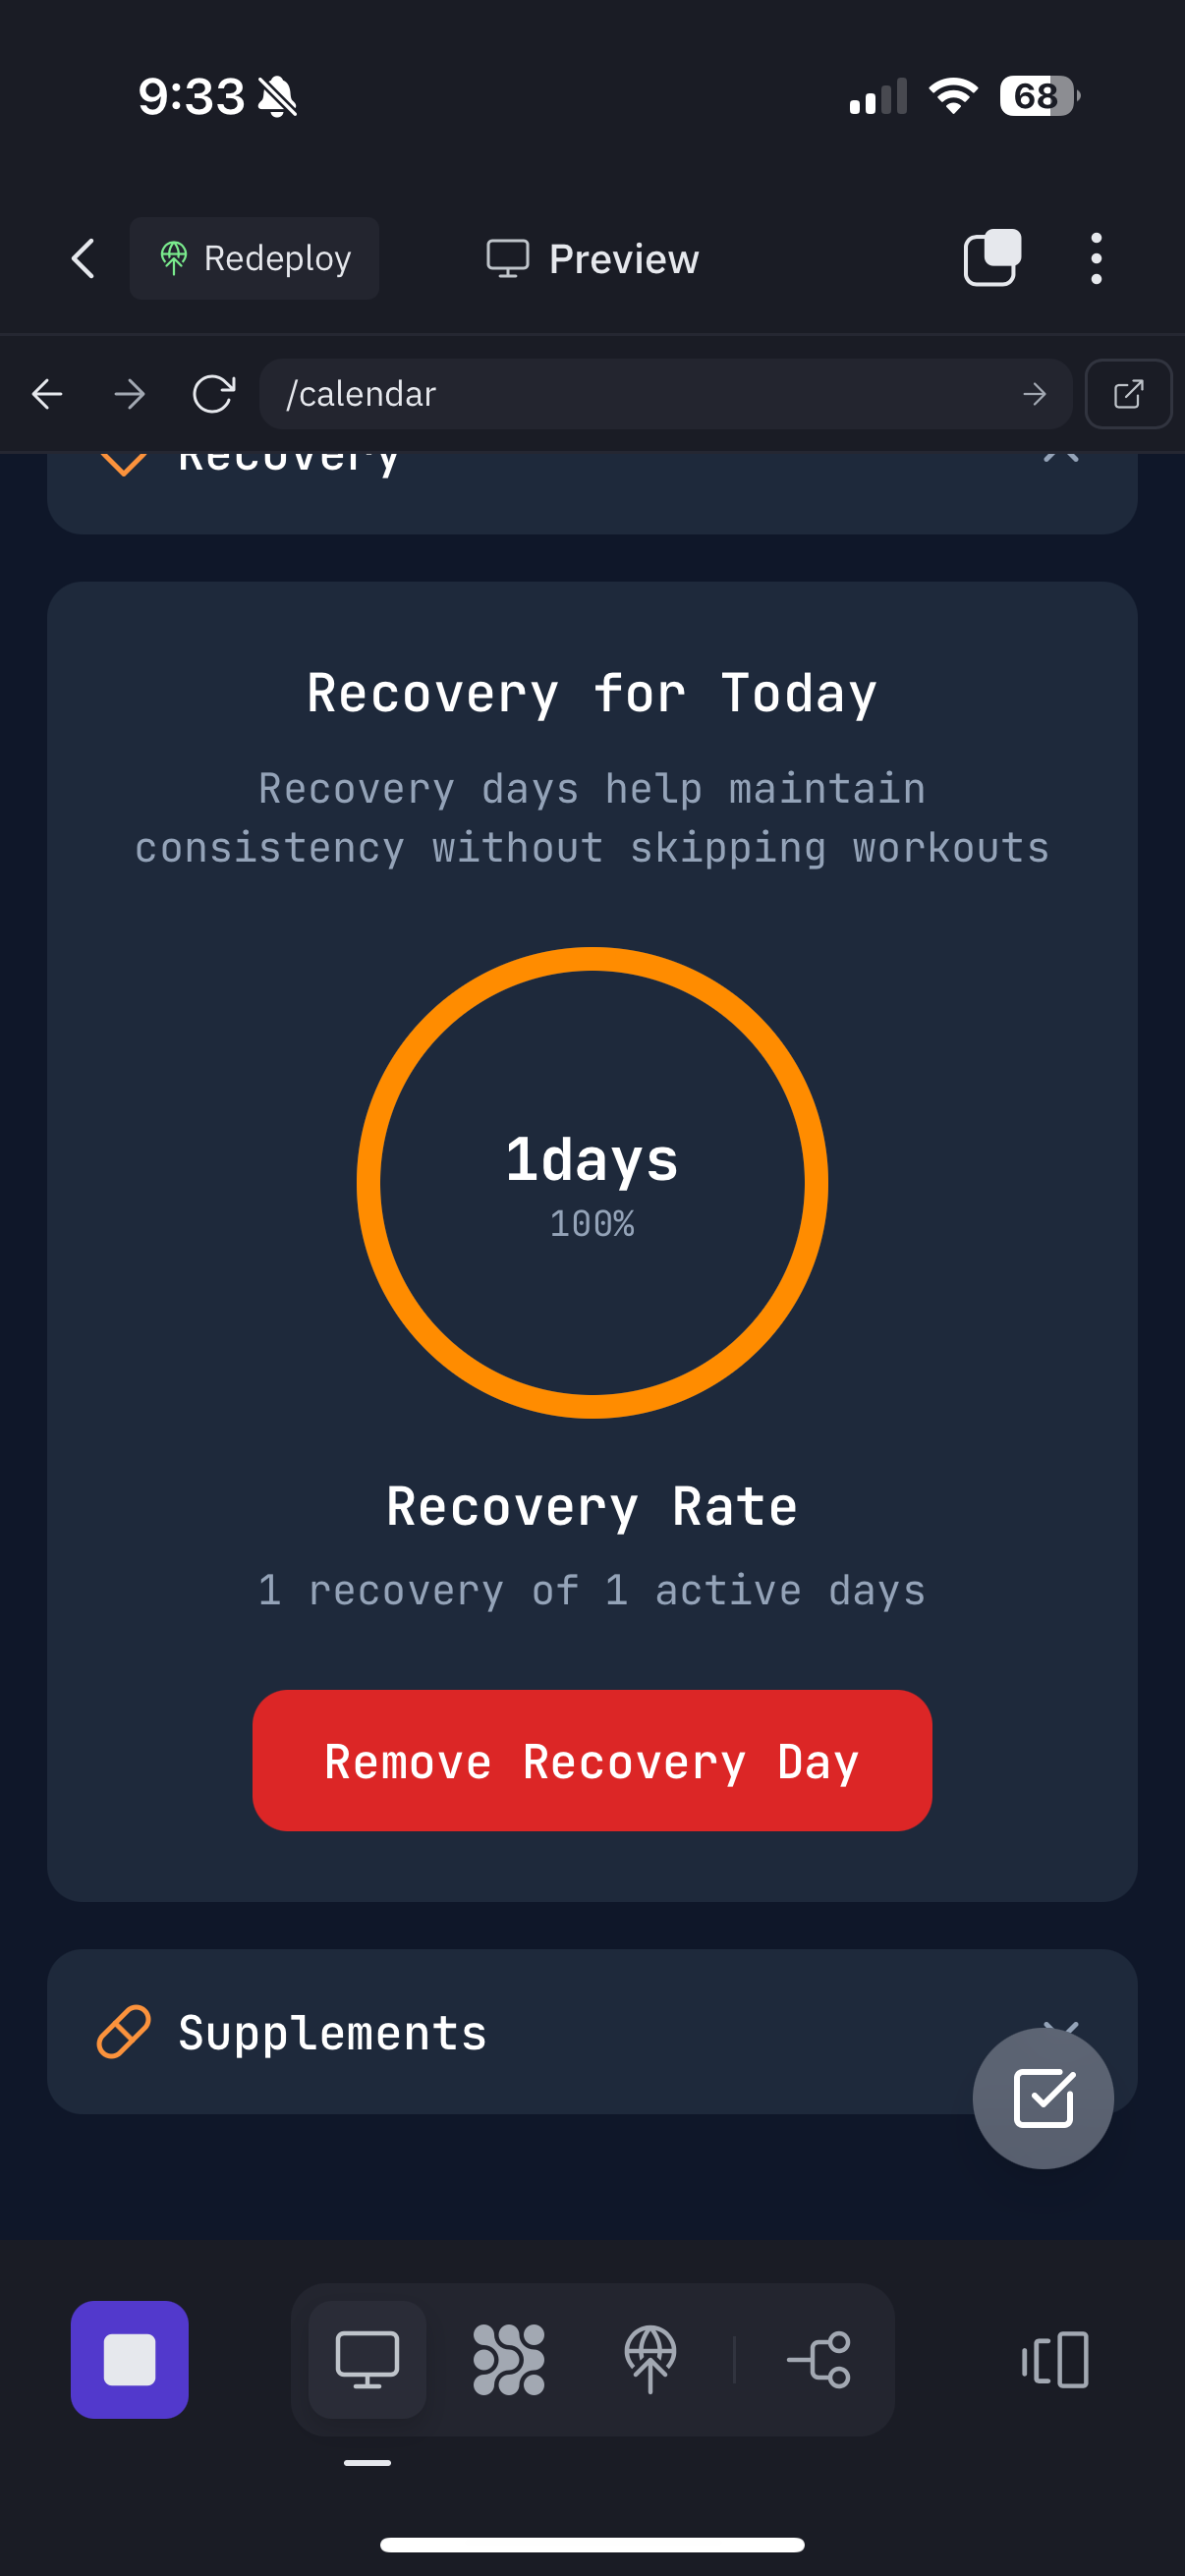 9:33
68
Redeploy
Preview
/calendar
Recovery
Recovery for Today
Recovery days help maintain
consistency without skipping workouts
1days
100%
Recovery Rate
1 recovery of 1 active days
Remove Recovery Day
Supplements